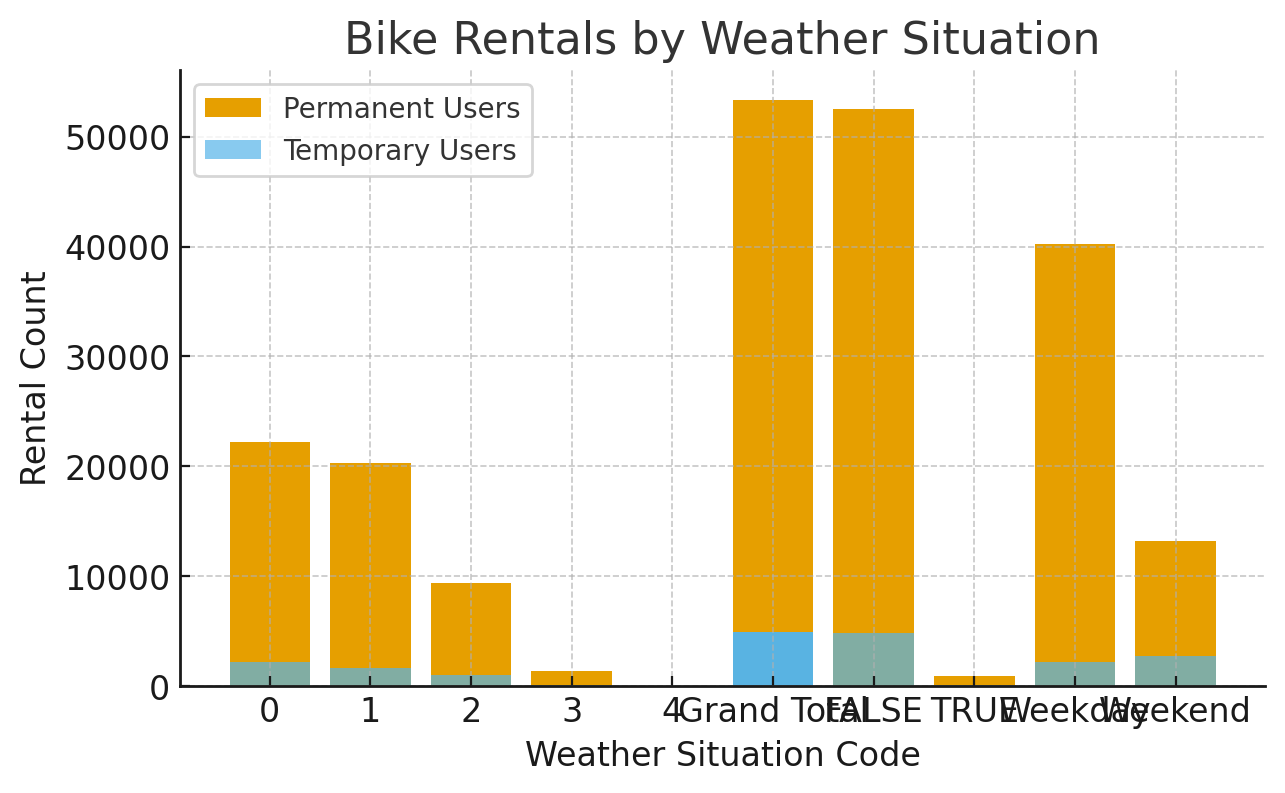 Bike Rentals by Weather Situation
Permanent Users
Temporary Users
Rental Count
50000
40000
30000
20000
10000
0
0 1 2 3 4 Grand Total FALSE TRUE Weekday Weekend
Weather Situation Code